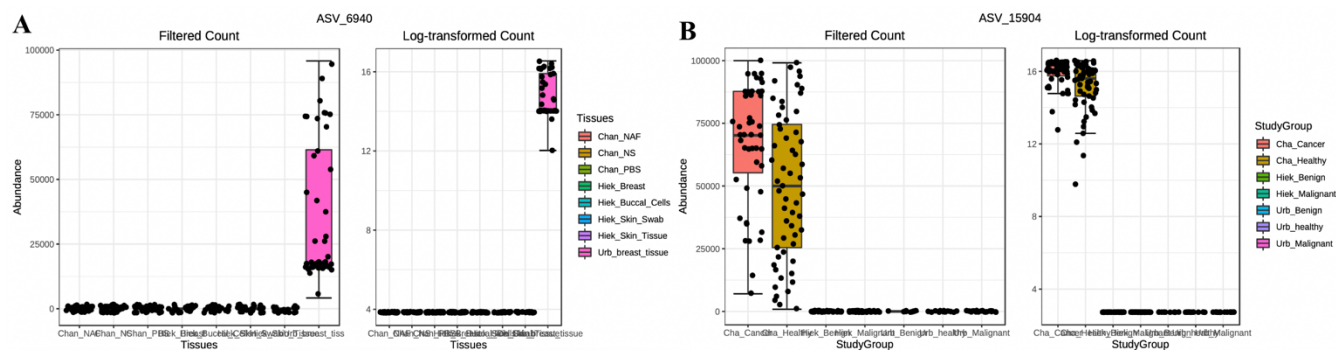 A
ASV_6940
Filtered Count
Log-transformed Count
Abundance
100000
75000
50000
25000
0
16
12
8
4
Tissues
Tissues
Tissues
Chan_NAF
Chan_NS
Chan_PBS
Hiek_Breast
Hiek_Buccal_Cells
Hiek_Skin_Swab
Hiek_Skin_Tissue
Urb_breast_tissue
B
ASV_15904
Filtered Count
Log-transformed Count
Abundance
100000
75000
50000
25000
0
Cha_Cancer
Cha_Healthy
Hiek_Benign
Hiek_Malignant
Urb_Benign
Urb_healthy
Urb_Malignant
StudyGroup
16
12
8
4
StudyGroup
StudyGroup
Cha_Cancer
Cha_Healthy
Hiek_Benign
Hiek_Malignant
Urb_Benign
Urb_healthy
Urb_Malignant